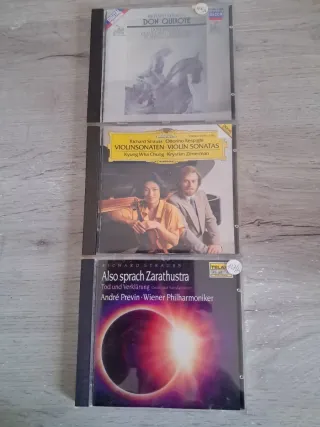 DON QUIXOTE
Richard Strauss · Ottorino Respighi
VIOLINSONATEN · VIOLIN SONATAS
Kyung-Wha Chung · Krystian Zimerman
RICHARD STRAUSS
Also sprach Zarathustra
Tod und Verklärung
André Previn · Wiener Philharmoniker